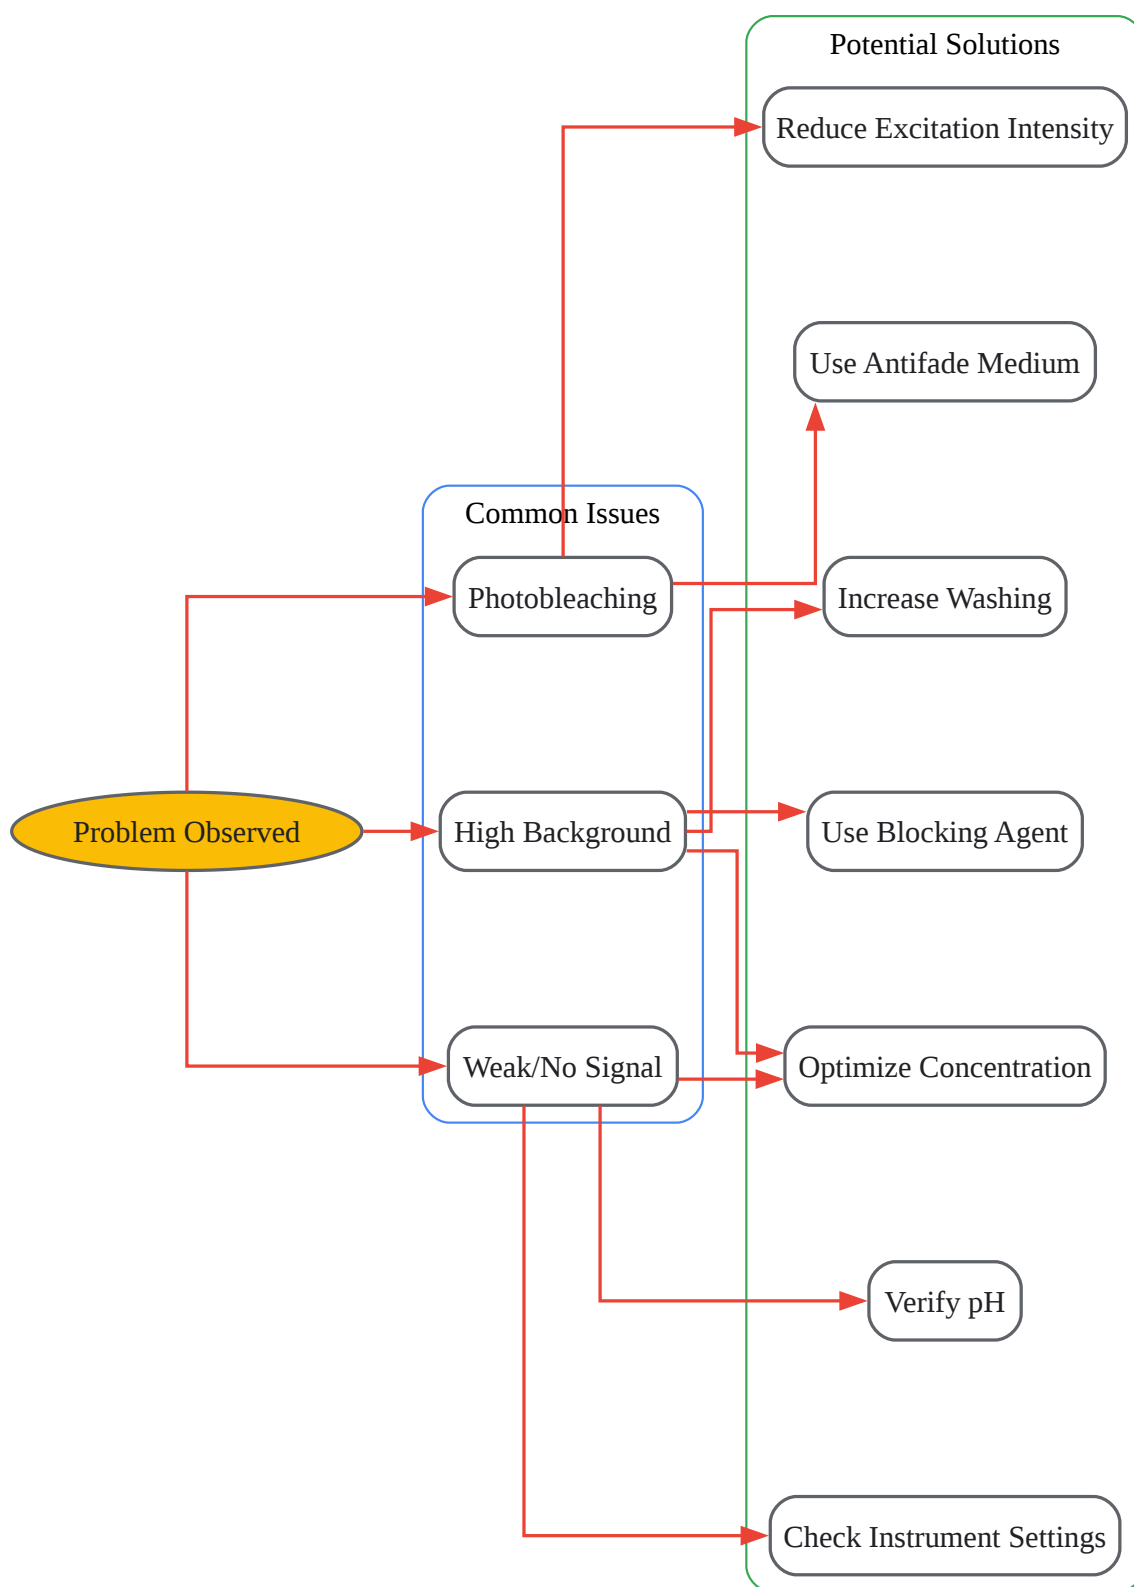 Potential Solutions
Reduce Excitation Intensity
Use Antifade Medium
Common Issues
Photobleaching
Increase Washing
Problem Observed
High Background
Use Blocking Agent
Weak/No Signal
Optimize Concentration
Verify pH
Check Instrument Settings